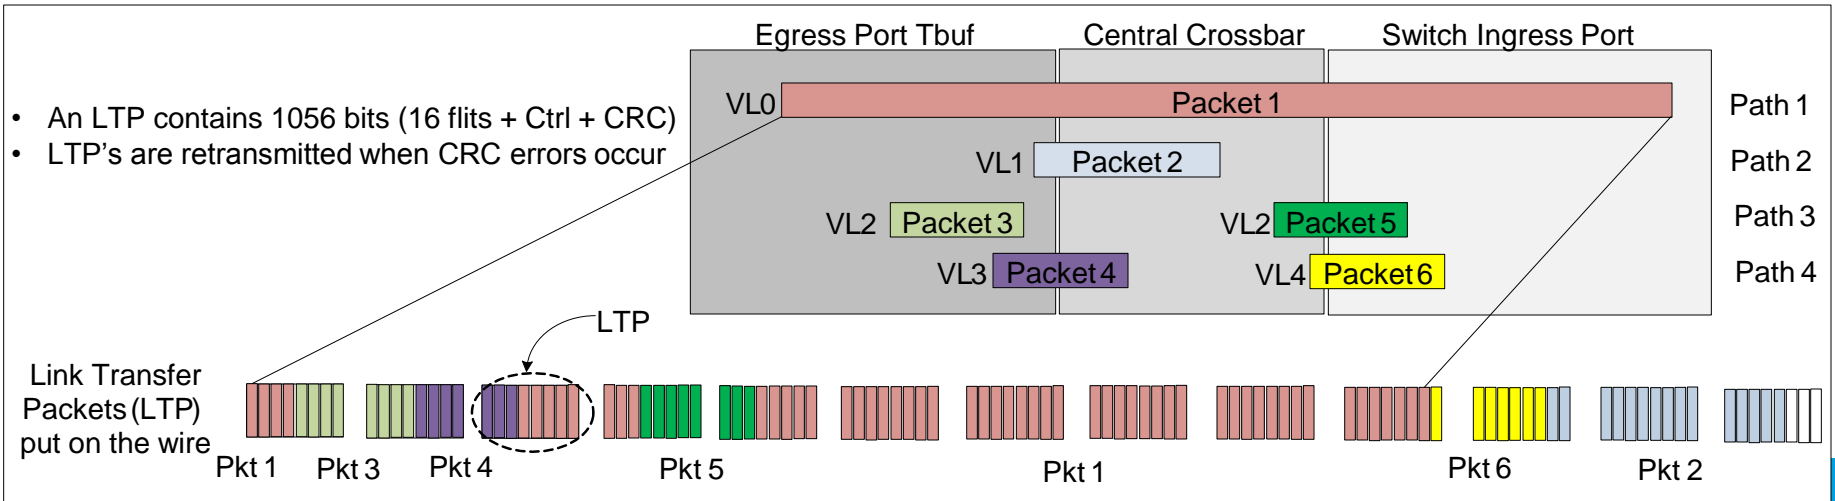 Egress Port Tbuf Central Crossbar Switch Ingress Port
• An LTP contains 1056 bits (16 flits + Ctrl + CRC)
• LTP's are retransmitted when CRC errors occur
VL0 Packet 1 Path 1
VL1 Packet 2 Path 2
VL2 Packet 3 VL2 Packet 5 Path 3
VL3 Packet 4 VL4 Packet 6 Path 4
LTP
Link Transfer
Packets (LTP)
put on the wire
Pkt 1 Pkt 3 Pkt 4 Pkt 5 Pkt 1 Pkt 6 Pkt 2